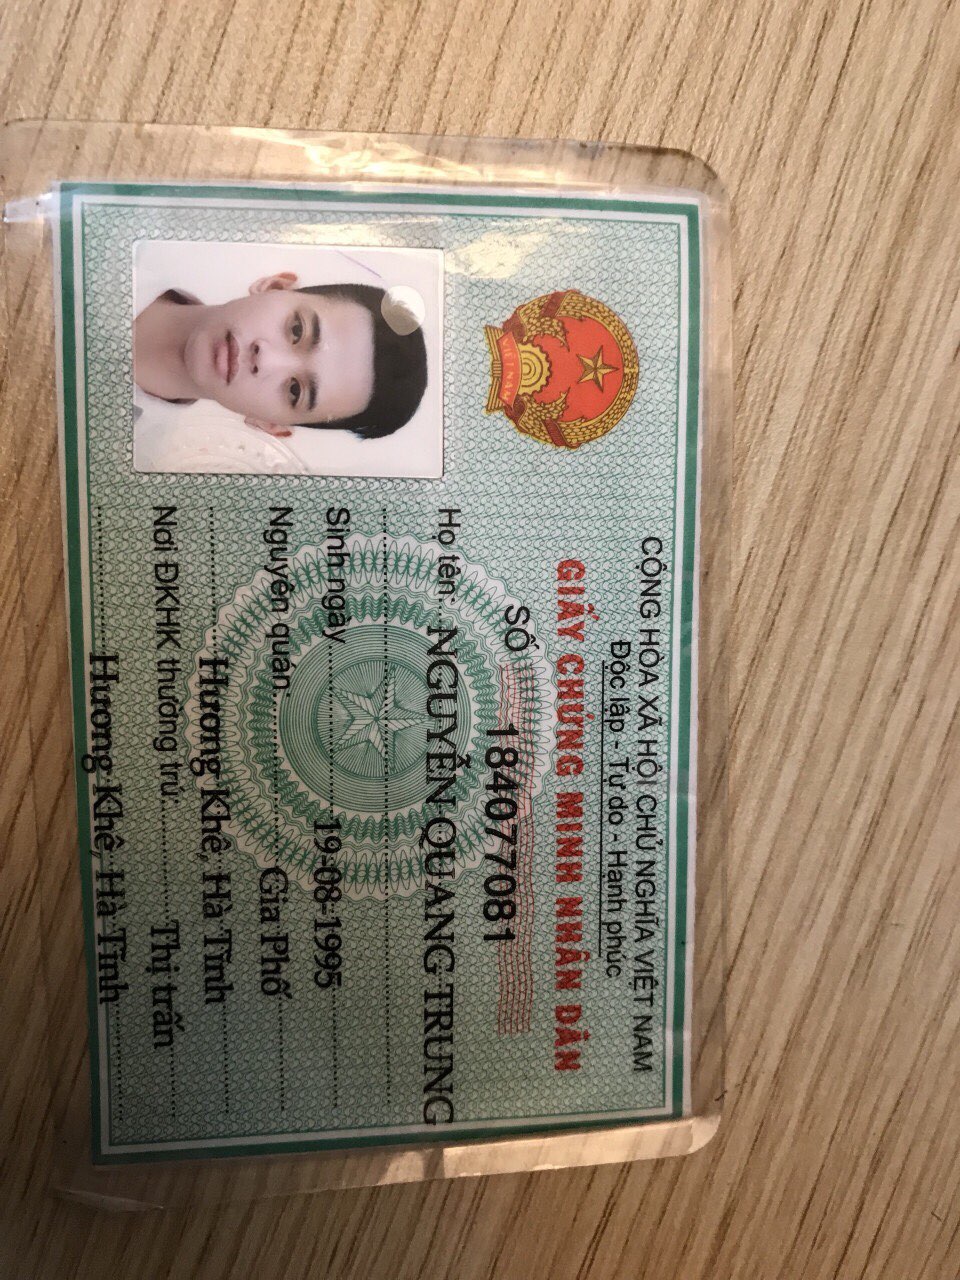 CỘNG HÒA XÃ HỘI CHỦ NGHĨA VIỆT NAM
Độc lập - Tự do - Hạnh phúc
GIẤY CHỨNG MINH NHÂN DÂN
SỐ 184077081
Họ tên: NGUYỄN QUANG TRUNG
Sinh ngày 19-08-1995
Nguyên quán: Gia Phố
Hương Khê, Hà Tĩnh
Nơi ĐKHK thường trú: Thị trấn
Hương Khê, Hà Tĩnh
VIỆT NAM